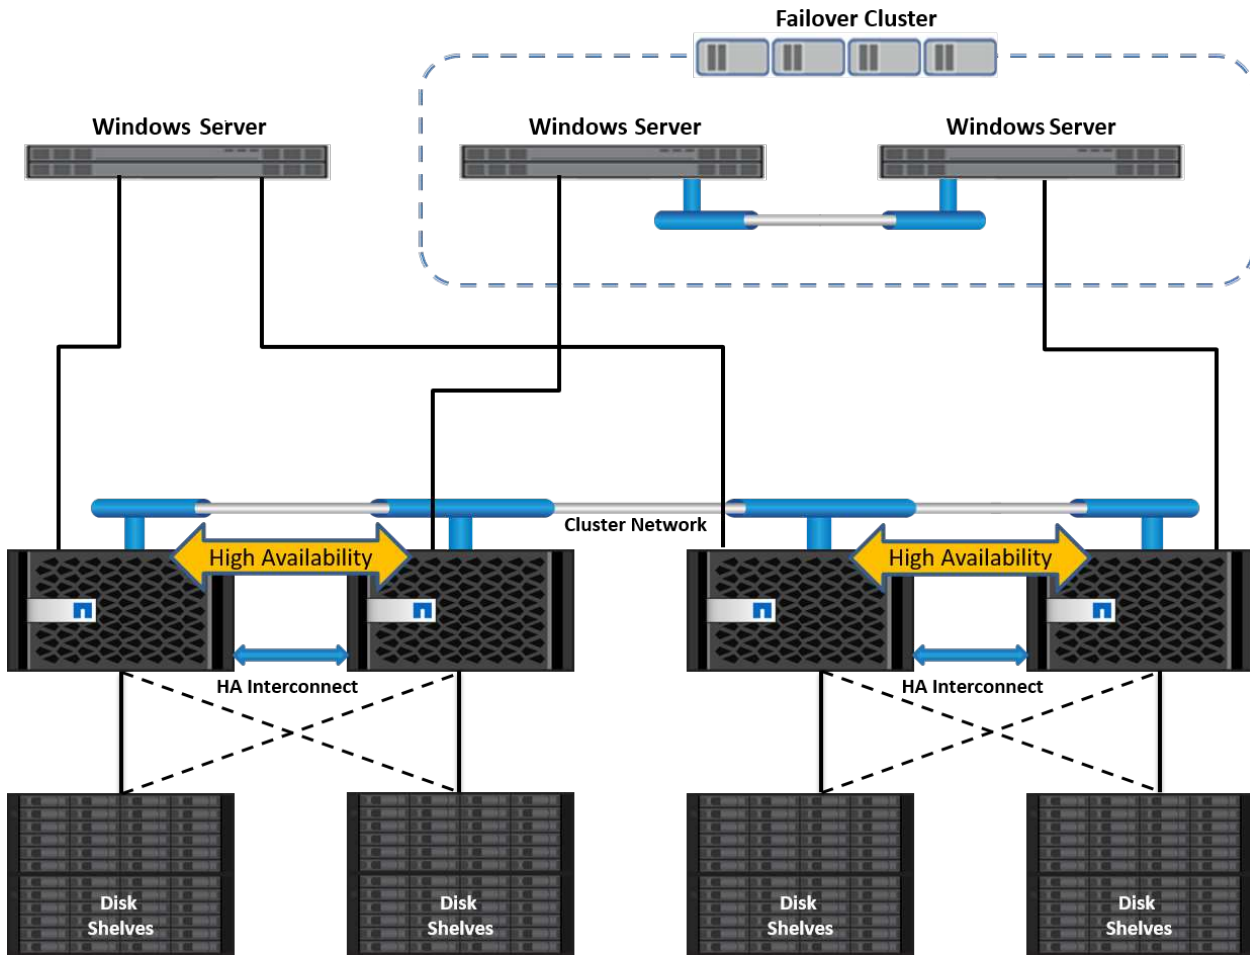 Failover Cluster
Windows Server
Windows Server
Windows Server
Cluster Network
High Availability
High Availability
HA Interconnect
HA Interconnect
Disk
Shelves
Disk
Shelves
Disk
Shelves
Disk
Shelves